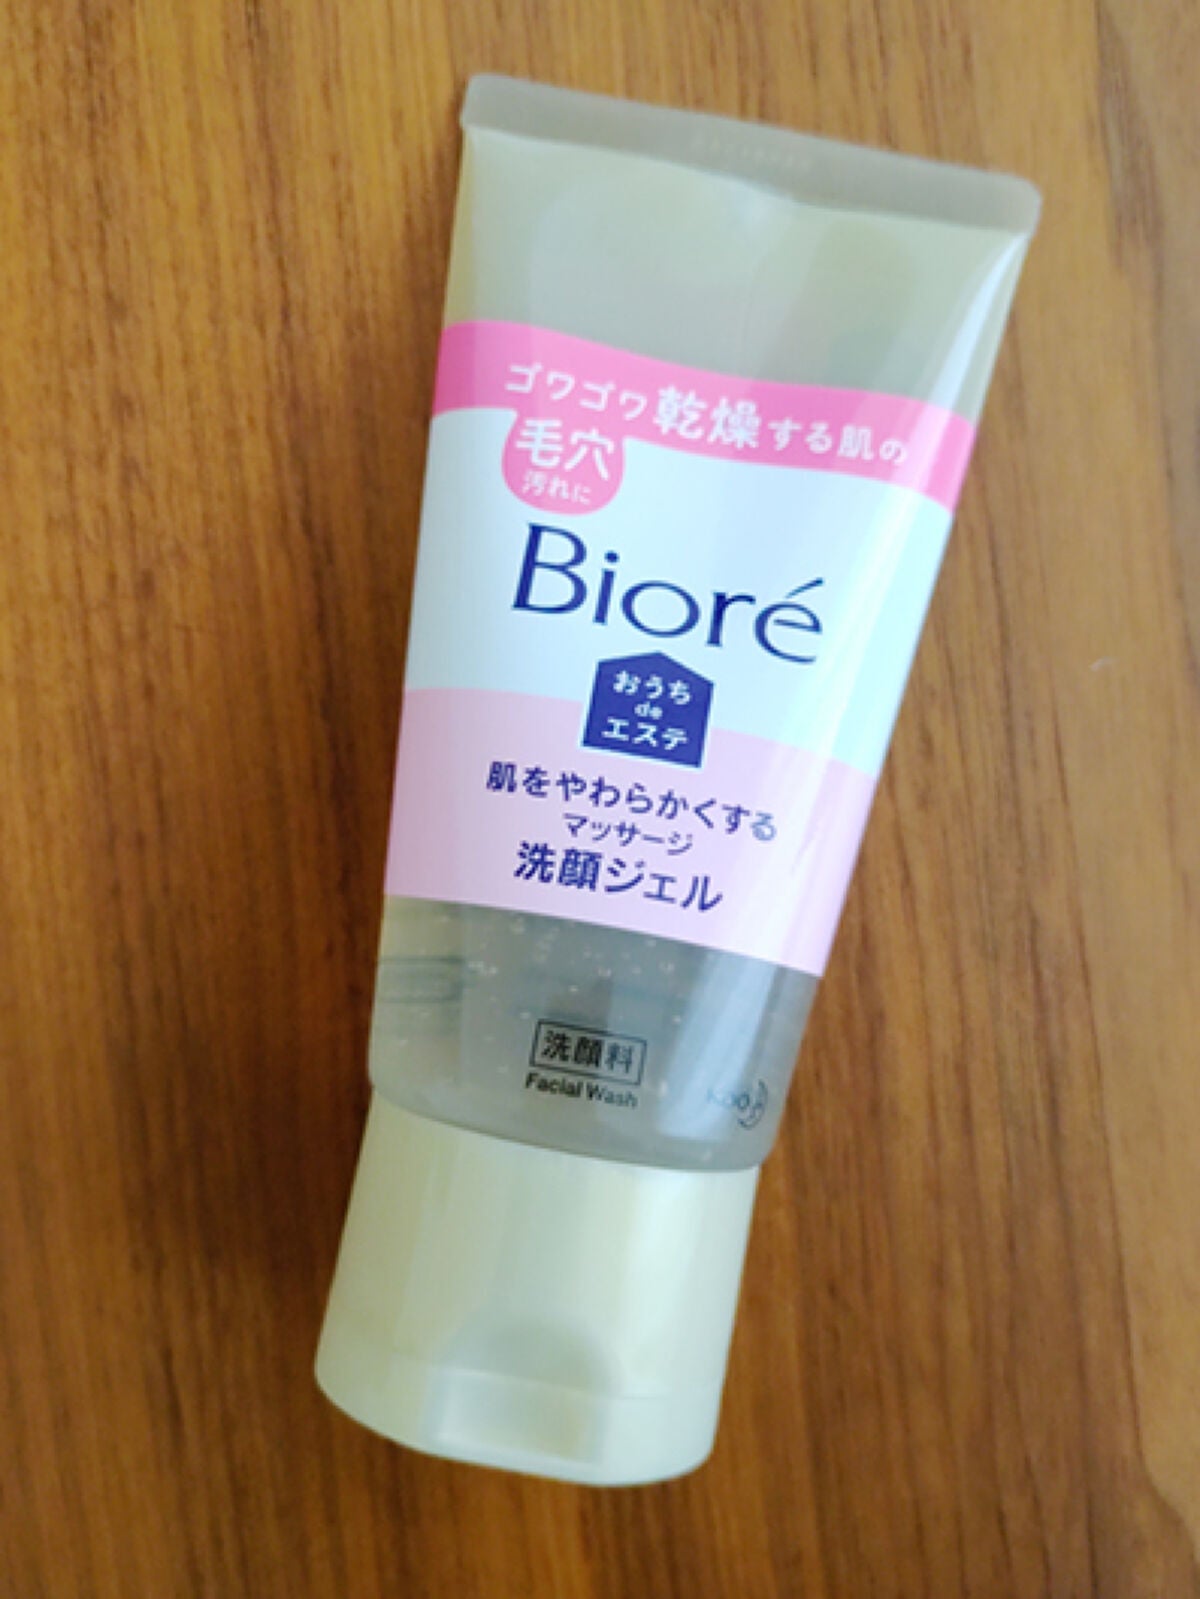 ゴワゴワ乾燥する肌の
毛穴
汚れに
Bioré
おうち
de
エステ
肌をやわらかくする
マッサージ
洗顔ジェル
洗顔料
Facial Wash